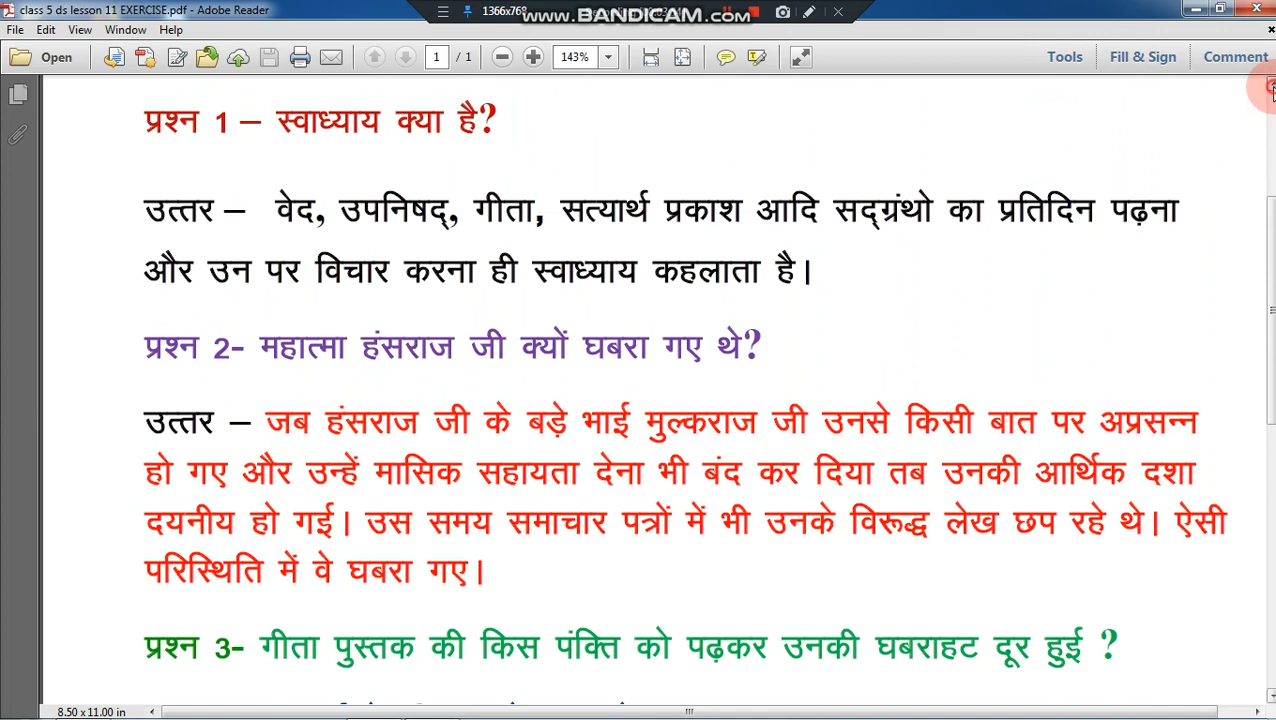 class 5 ds lesson 11 EXERCISE.pdf - Adobe Reader
1366x768
www.BANDICAM.com
File Edit View Window Help
Open 1 / 1 143% Tools Fill & Sign Comment
प्रश्न 1 – स्वाध्याय क्या है?
उत्तर – वेद, उपनिषद्, गीता, सत्यार्थ प्रकाश आदि सद्ग्रंथो का प्रतिदिन पढ़ना
और उन पर विचार करना ही स्वाध्याय कहलाता है।
प्रश्न 2- महात्मा हंसराज जी क्यों घबरा गए थे?
उत्तर – जब हंसराज जी के बड़े भाई मुल्कराज जी उनसे किसी बात पर अप्रसन्न
हो गए और उन्हें मासिक सहायता देना भी बंद कर दिया तब उनकी आर्थिक दशा
दयनीय हो गई। उस समय समाचार पत्रों में भी उनके विरूद्ध लेख छप रहे थे। ऐसी
परिस्थिति में वे घबरा गए।
प्रश्न 3- गीता पुस्तक की किस पंक्ति को पढ़कर उनकी घबराहट दूर हुई ?
8.50 x 11.00 in